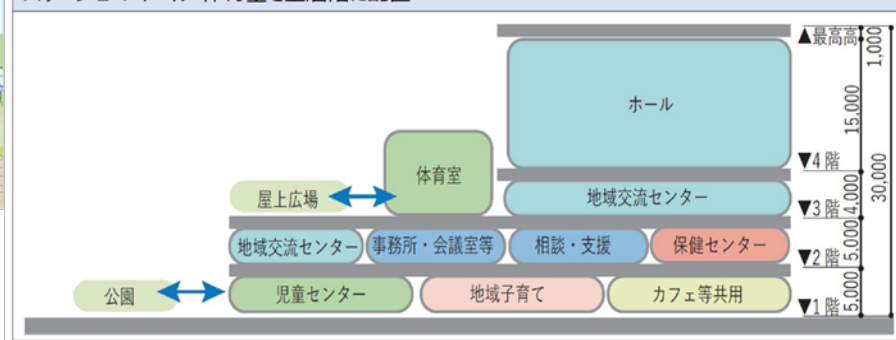 ▲最高高
1,000
ホール
15,000
30,000
▼4階
体育室
屋上広場
地域交流センター
4,000
▼3階
地域交流センター
事務所・会議室等
相談・支援
保健センター
5,000
▼2階
公園
児童センター
地域子育て
カフェ等共用
5,000
▼1階